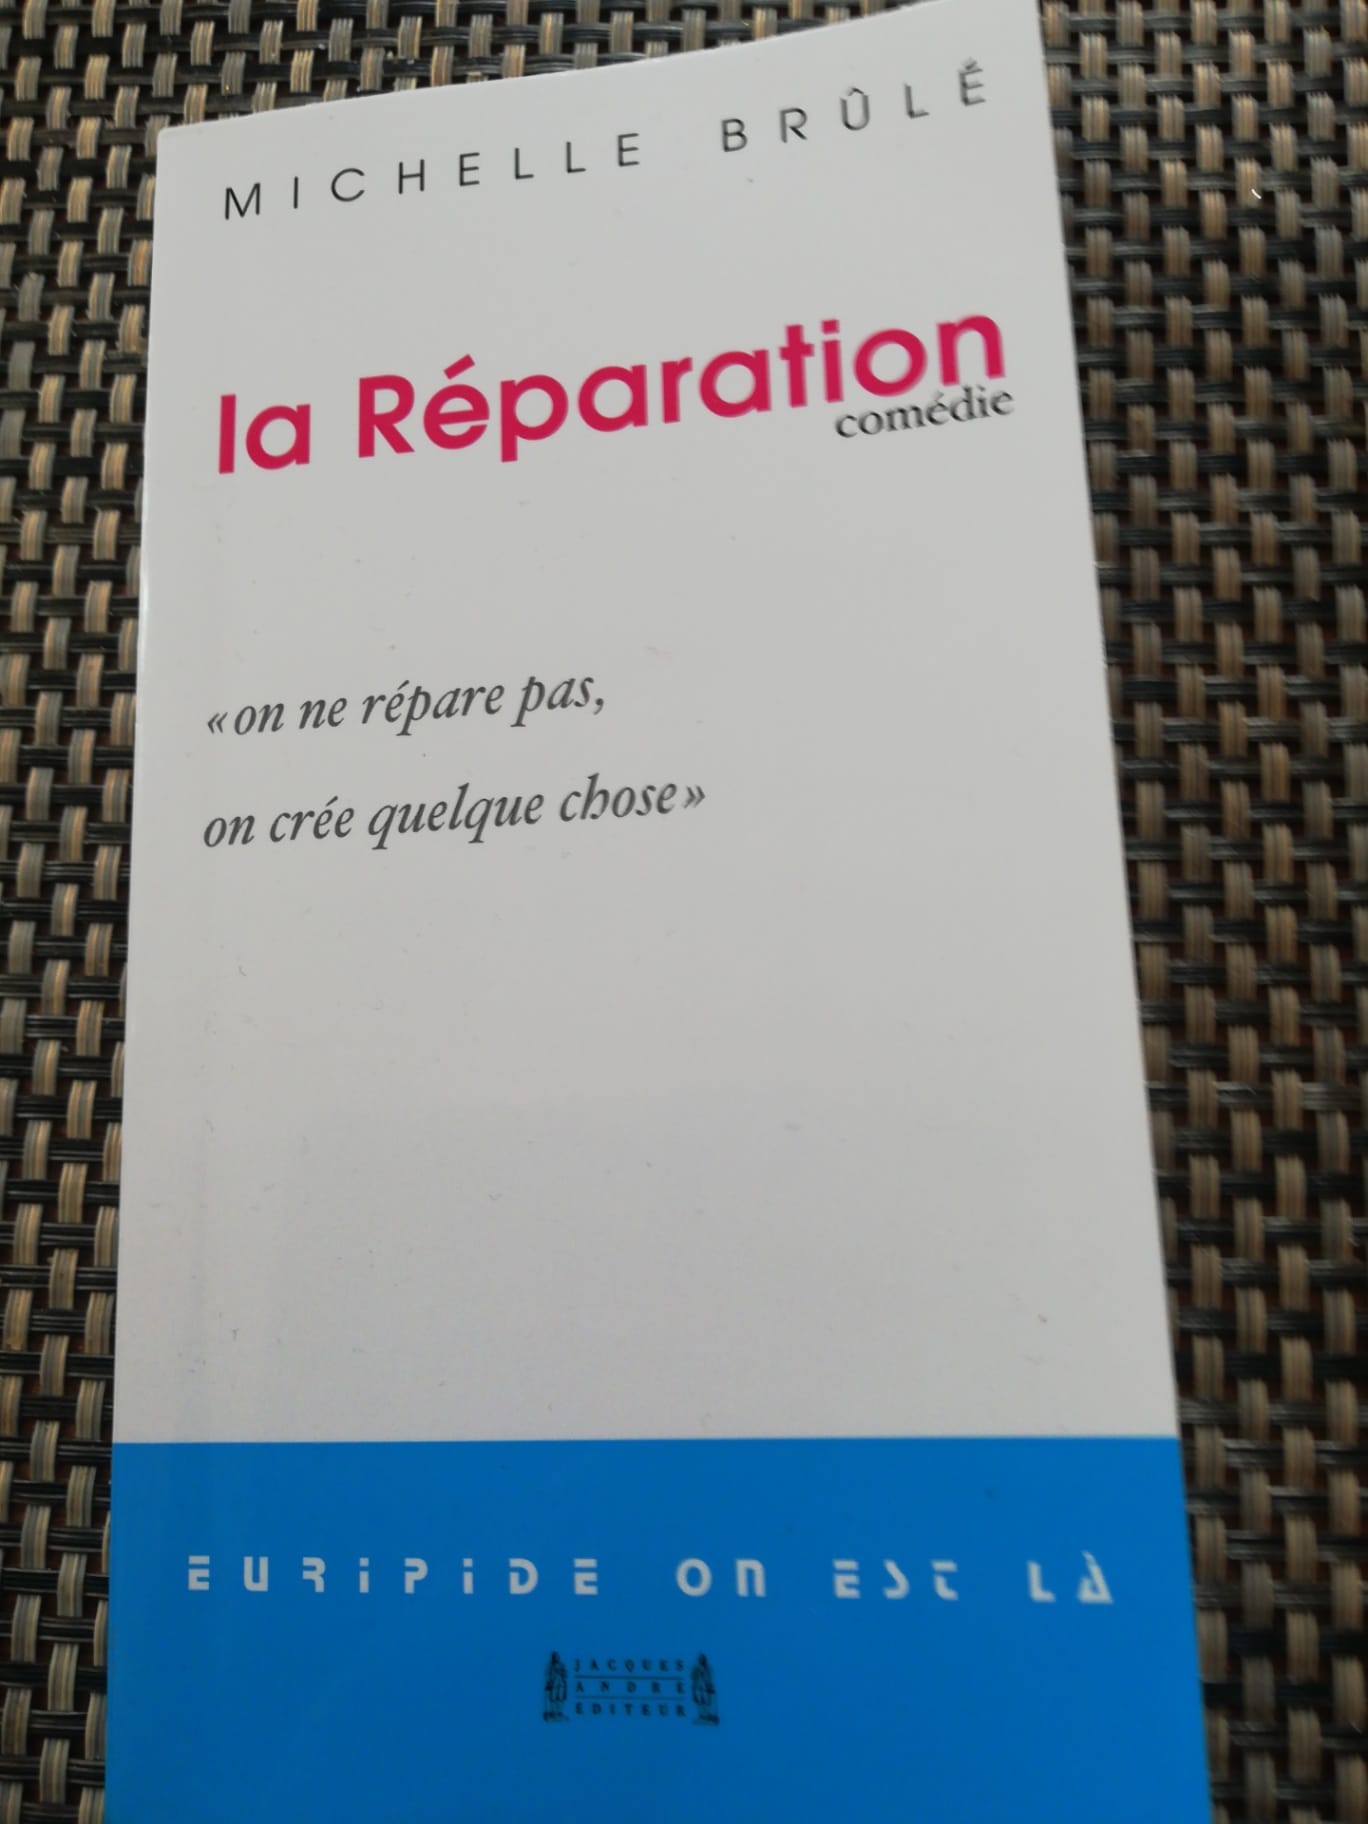 MICHELLE BRÛLÉ
la Réparation
comédie
«on ne répare pas,
on crée quelque chose»
EURiPiDE ON EST LÀ
JACQUES
ANDRÉ
ÉDITEUR